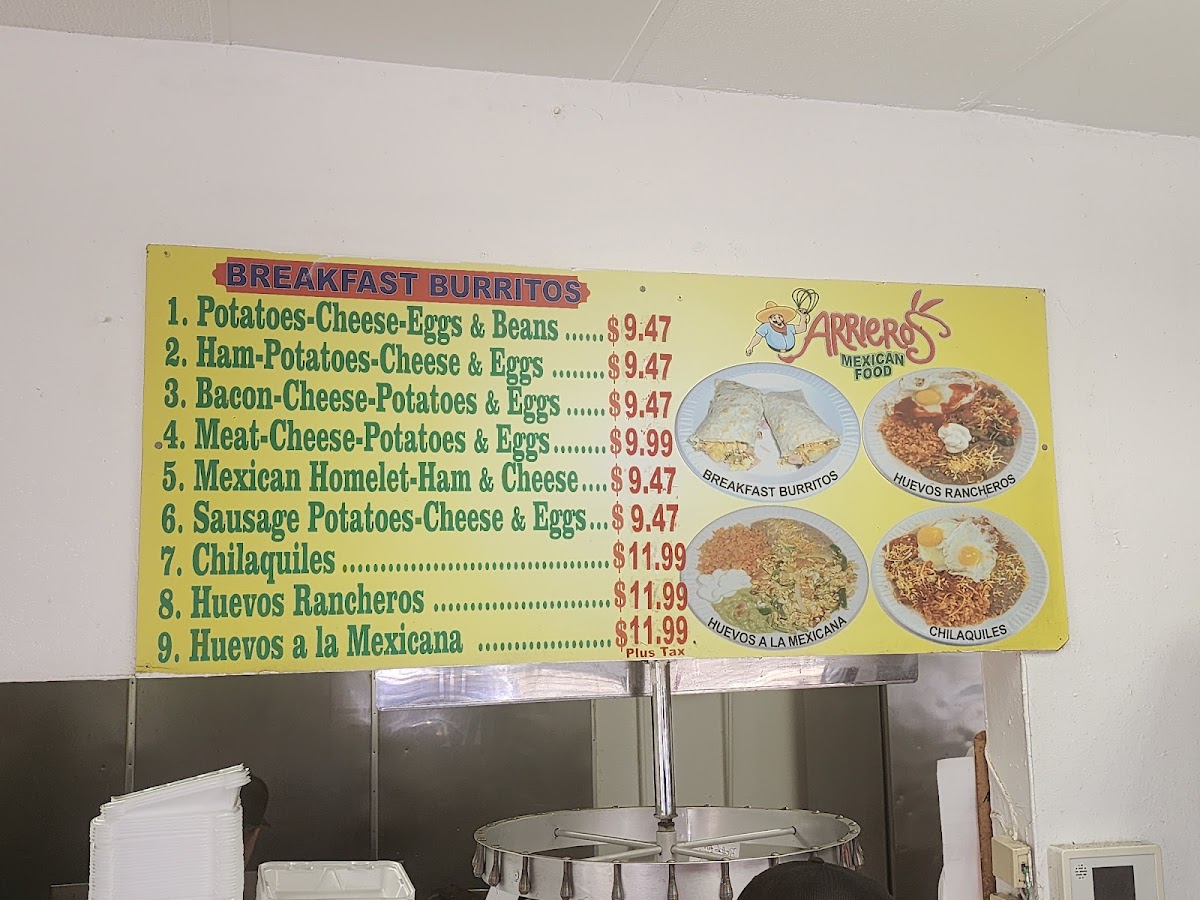 BREAKFAST BURRITOS
1. Potatoes-Cheese-Eggs & Beans ......$9.47
2. Ham-Potatoes-Cheese & Eggs ........$9.47
3. Bacon-Cheese-Potatoes & Eggs ......$9.47
4. Meat-Cheese-Potatoes & Eggs........$9.99
5. Mexican Homelet-Ham & Cheese....$9.47
6. Sausage Potatoes-Cheese & Eggs...$9.47
7. Chilaquiles ...................................$11.99
8. Huevos Rancheros .......................$11.99
9. Huevos a la Mexicana .................$11.99
Plus Tax
ARRIEROS
MEXICAN
FOOD
BREAKFAST BURRITOS
HUEVOS RANCHEROS
HUEVOS A LA MEXICANA
CHILAQUILES